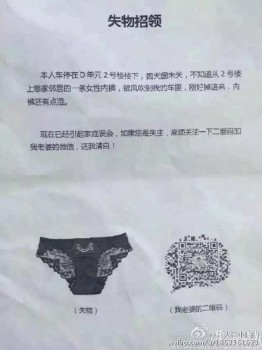 失物招领
本人车停在D单元2号楼楼下，因天窗未关，不知道从2号楼
上哪家邻居的一条女性内裤，被风吹到我的车里，刚好掉进来，内
裤还有点湿。
现在已经引起家庭误会，如果您是失主，麻烦关注一下二维码加
我老婆的微信，还我清白！
（失物）
（我老婆的二维码）